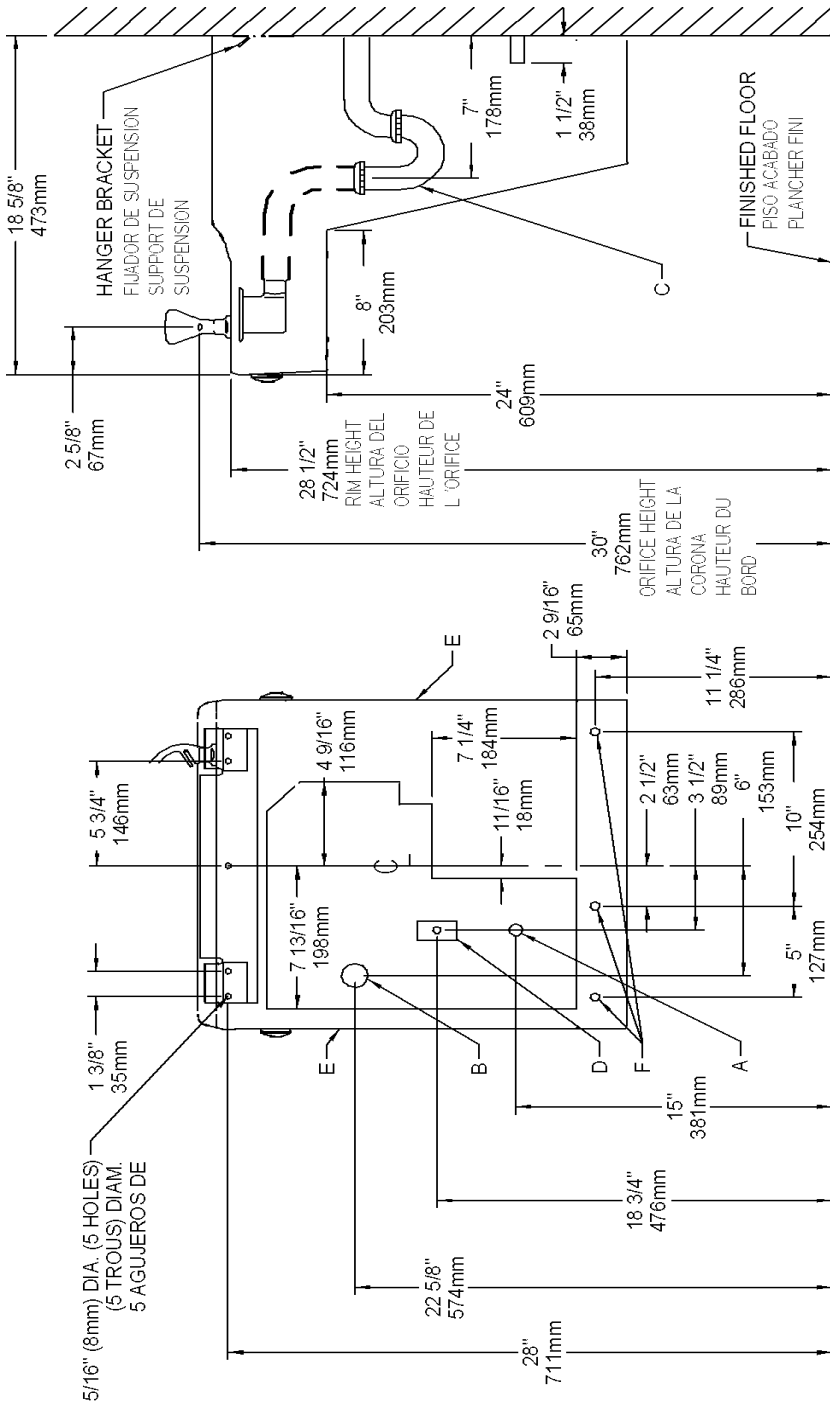 5/16" (8mm) DIA. (5 HOLES)
(5 TROUS) DIAM.
5 AGUJEROS DE
1 3/8"
35mm
5 3/4"
146mm
28"
711mm
22 5/8"
574mm
18 3/4"
476mm
15"
381mm
E
B
D
F
A
7 13/16"
198mm
4 9/16"
116mm
CL
11/16"
18mm
7 1/4"
184mm
E
2 9/16"
65mm
2 1/2"
63mm
3 1/2"
89mm
6"
153mm
5"
127mm
10"
254mm
11 1/4"
286mm
18 5/8"
473mm
2 5/8"
67mm
HANGER BRACKET
FIJADOR DE SUSPENSION
SUPPORT DE
SUSPENSION
30"
762mm
ORIFICE HEIGHT
ALTURA DE LA
CORONA
HAUTEUR DU
BORD
28 1/2"
724mm
RIM HEIGHT
ALTURA DEL
ORIFICIO
HAUTEUR DE
L 'ORIFICE
24"
609mm
8"
203mm
7"
178mm
1 1/2"
38mm
C
FINISHED FLOOR
PISO ACABADO
PLANCHER FINI